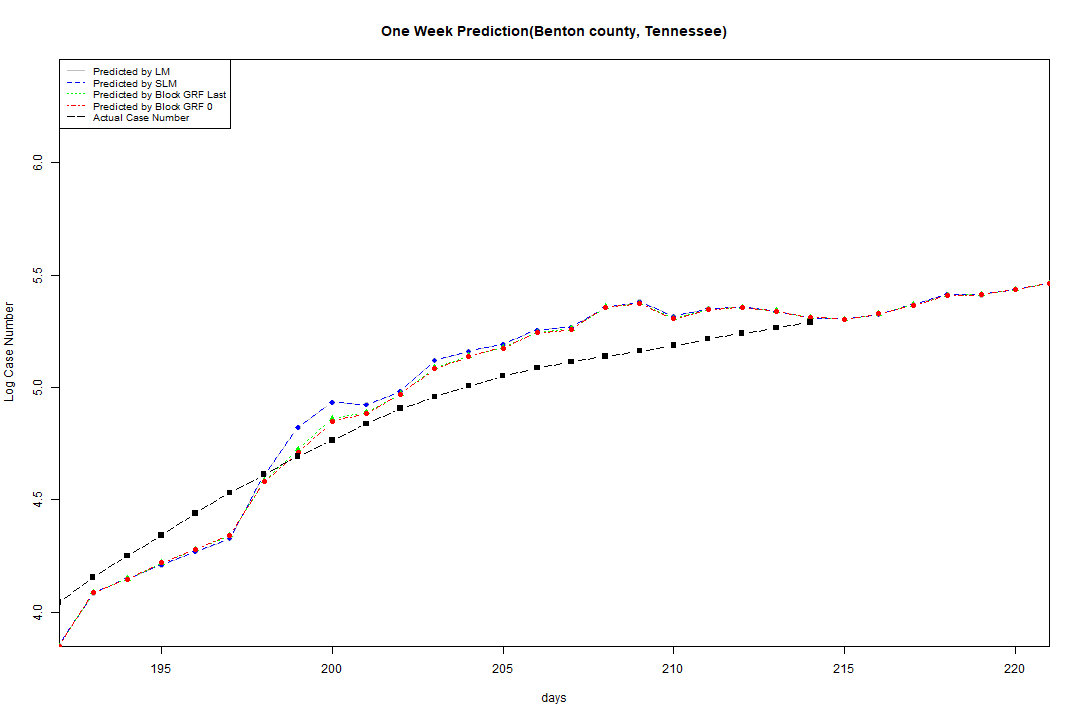 One Week Prediction(Benton county, Tennessee)
Predicted by LM
Predicted by SLM
Predicted by Block GRF Last
Predicted by Block GRF 0
Actual Case Number
6.0
5.5
5.0
4.5
4.0
Log Case Number
195 200 205 210 215 220
days